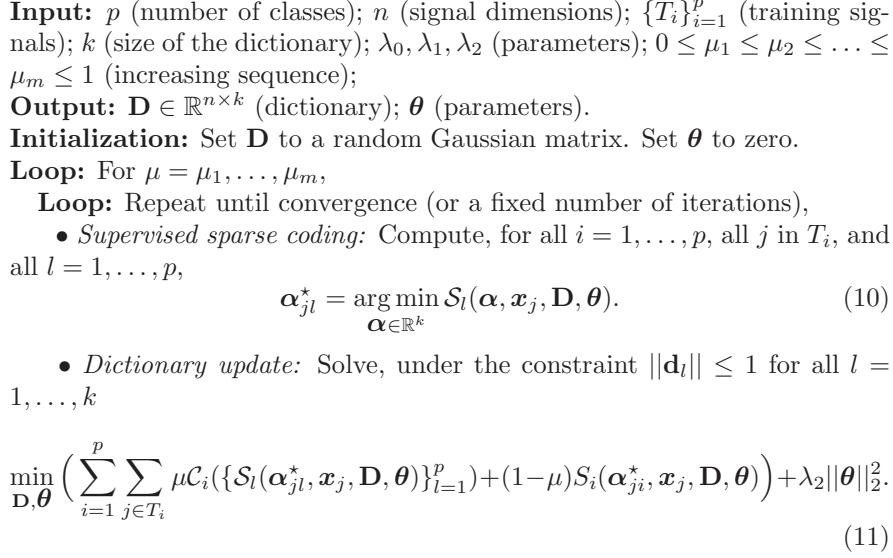 Input: p (number of classes); n (signal dimensions); {T_i}_{i=1}^p (training sig-
nals); k (size of the dictionary); λ_0, λ_1, λ_2 (parameters); 0 ≤ μ_1 ≤ μ_2 ≤ … ≤
μ_m ≤ 1 (increasing sequence);
Output: D ∈ ℝ^{n×k} (dictionary); θ (parameters).
Initialization: Set D to a random Gaussian matrix. Set θ to zero.
Loop: For μ = μ_1, …, μ_m,
Loop: Repeat until convergence (or a fixed number of iterations),
• Supervised sparse coding: Compute, for all i = 1, …, p, all j in T_i, and
all l = 1, …, p,
α^⋆_{jl} = arg min_{α∈ℝ^k} S_l(α, x_j, D, θ). (10)
• Dictionary update: Solve, under the constraint ||d_l|| ≤ 1 for all l =
1, …, k
min_{D,θ} ( ∑_{i=1}^p ∑_{j∈T_i} μC_i({S_l(α^⋆_{jl}, x_j, D, θ)}_{l=1}^p)+(1−μ)S_i(α^⋆_{ji}, x_j, D, θ) )+λ_2||θ||_2^2.
(11)